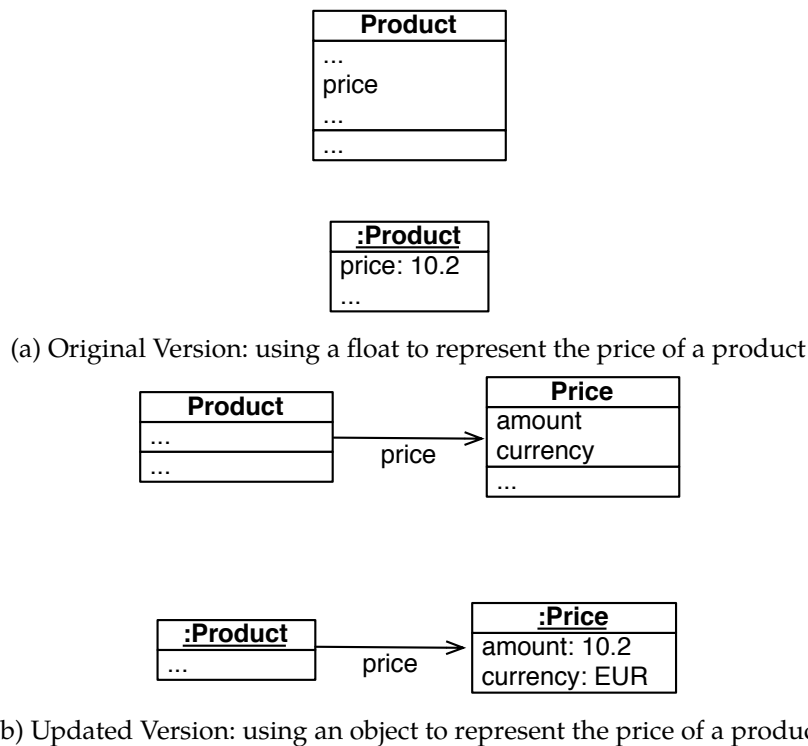 Product
...
price
...
...
:Product
price: 10.2
...
(a) Original Version: using a float to represent the price of a product
Product
...
...
price
Price
amount
currency
...
:Product
...
price
:Price
amount: 10.2
currency: EUR
b) Updated Version: using an object to represent the price of a produc